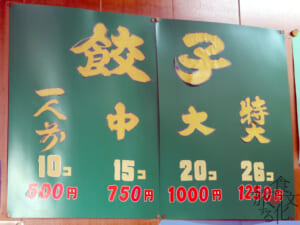 餃子
一人前 中 大 特大
10コ 15コ 20コ 26コ
500円 750円 1000円 1250円